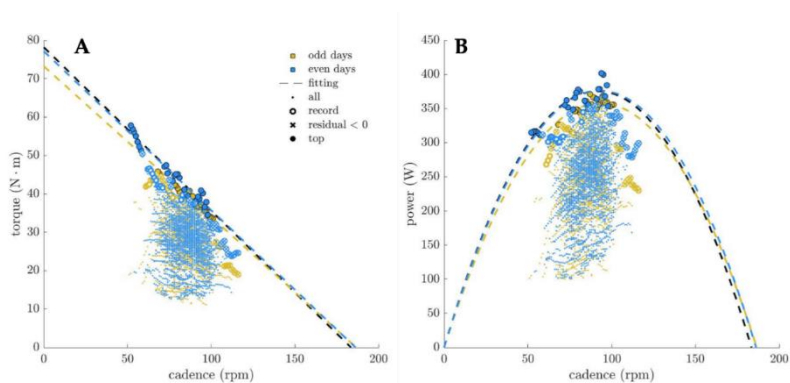 A
80
70
60
50
40
30
20
10
0
torque (N · m)
0 50 100 150 200
cadence (rpm)
odd days
even days
fitting
all
record
residual < 0
top
B
450
400
350
300
250
200
150
100
50
0
power (W)
0 50 100 150 200
cadence (rpm)